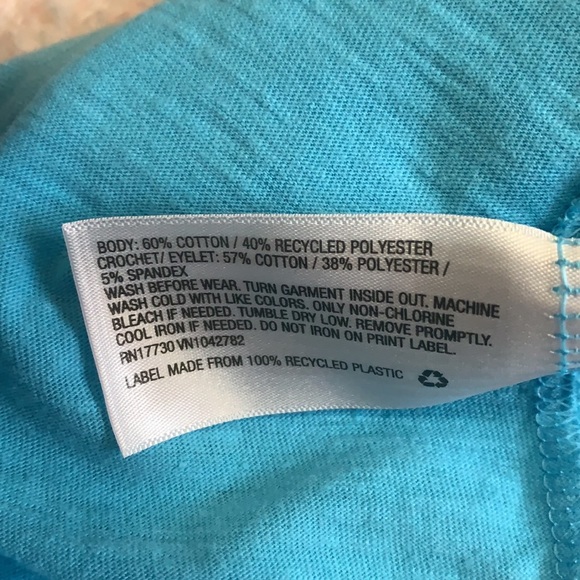 BODY: 60% COTTON / 40% RECYCLED POLYESTER
CROCHET/ EYELET: 57% COTTON / 38% POLYESTER /
5% SPANDEX
WASH BEFORE WEAR. TURN GARMENT INSIDE OUT. MACHINE
WASH COLD WITH LIKE COLORS. ONLY NON-CHLORINE
BLEACH IF NEEDED. TUMBLE DRY LOW. REMOVE PROMPTLY.
COOL IRON IF NEEDED. DO NOT IRON ON PRINT LABEL.
RN17730 VN1042782
LABEL MADE FROM 100% RECYCLED PLASTIC